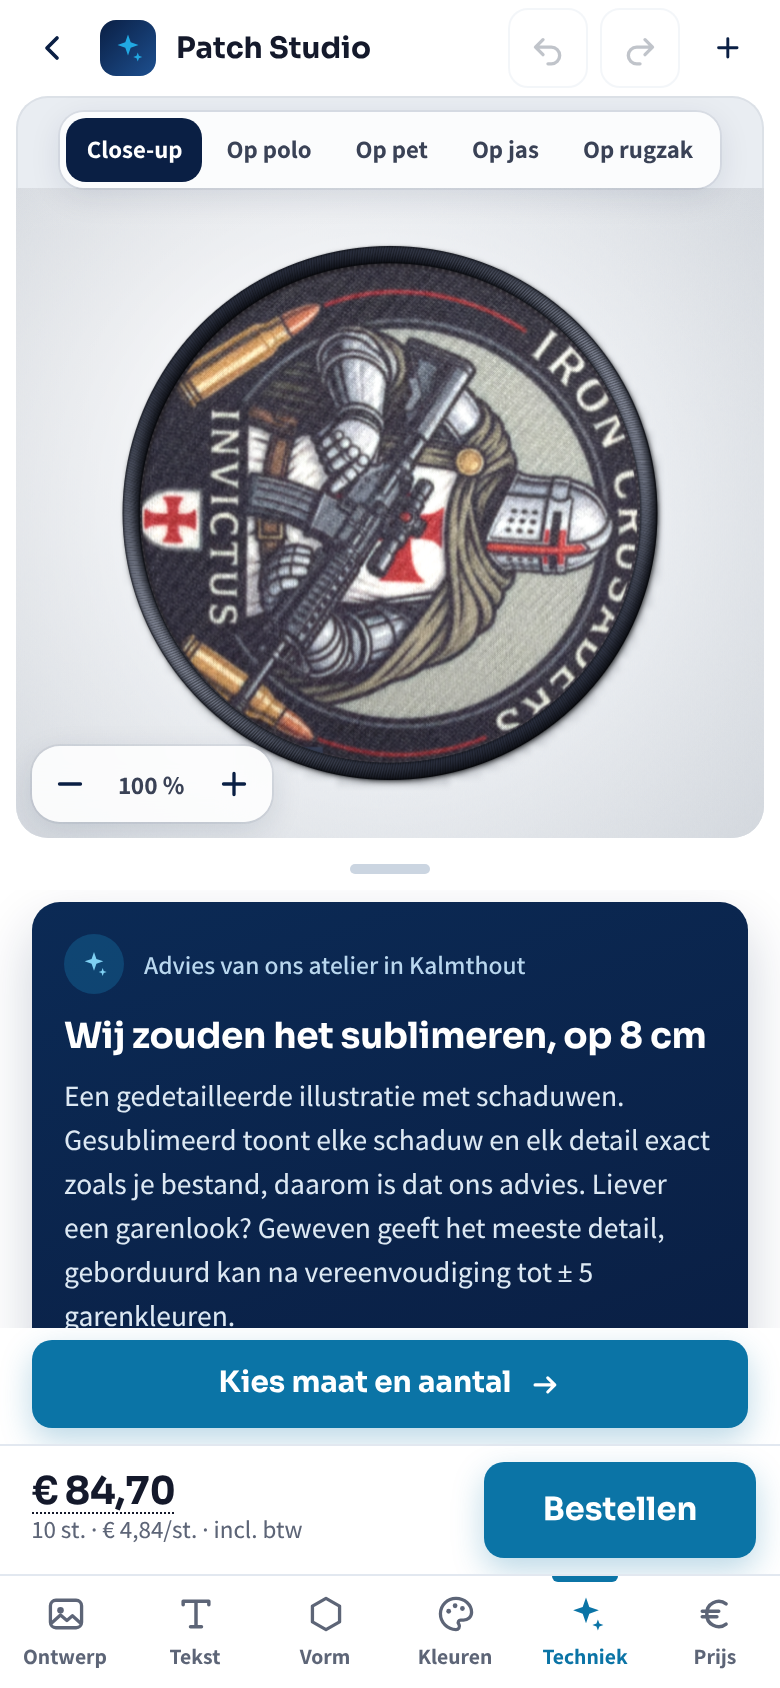 Patch Studio
Close-up
Op polo
Op pet
Op jas
Op rugzak
IRON CRUSADERS
INVICTUS
100 %
Advies van ons atelier in Kalmthout
Wij zouden het sublimeren, op 8 cm
Een gedetailleerde illustratie met schaduwen.
Gesublimeerd toont elke schaduw en elk detail exact
zoals je bestand, daarom is dat ons advies. Liever
een garenlook? Geweven geeft het meeste detail,
geborduurd kan na vereenvoudiging tot ± 5
garenkleuren.
Kies maat en aantal →
€ 84,70
10 st. · € 4,84/st. · incl. btw
Bestellen
Ontwerp
Tekst
Vorm
Kleuren
Techniek
Prijs